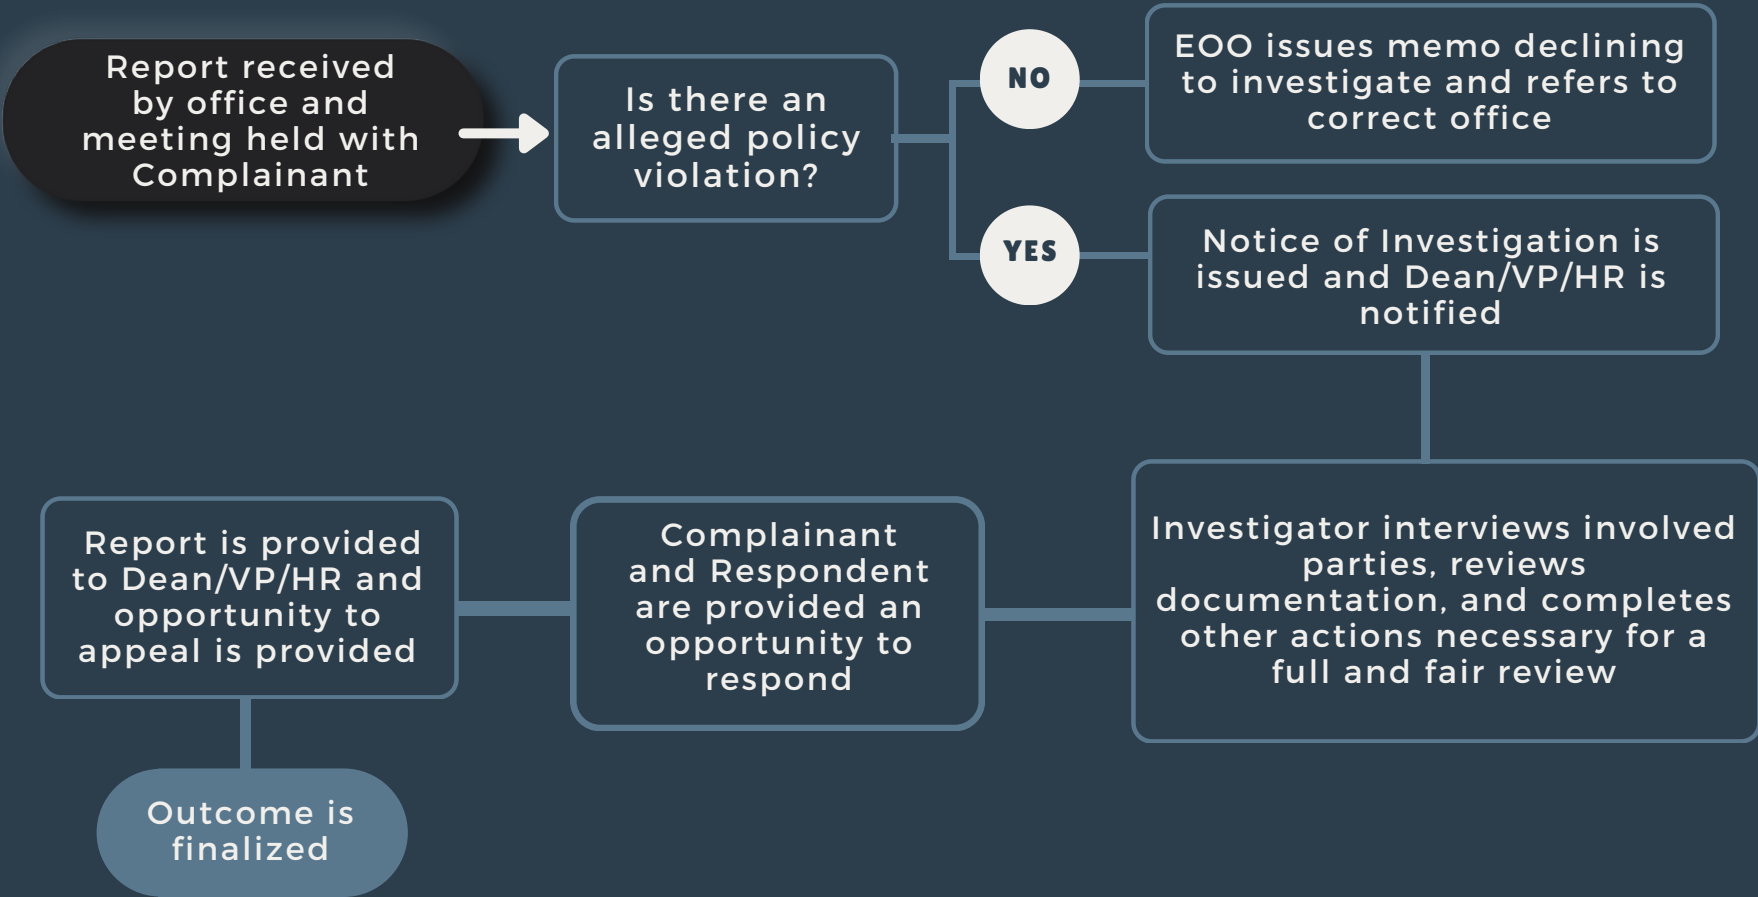 Report received
by office and
meeting held with
Complainant
Is there an
alleged policy
violation?
NO
EOO issues memo declining
to investigate and refers to
correct office
YES
Notice of Investigation is
issued and Dean/VP/HR is
notified
Investigator interviews involved
parties, reviews
documentation, and completes
other actions necessary for a
full and fair review
Complainant
and Respondent
are provided an
opportunity to
respond
Report is provided
to Dean/VP/HR and
opportunity to
appeal is provided
Outcome is
finalized